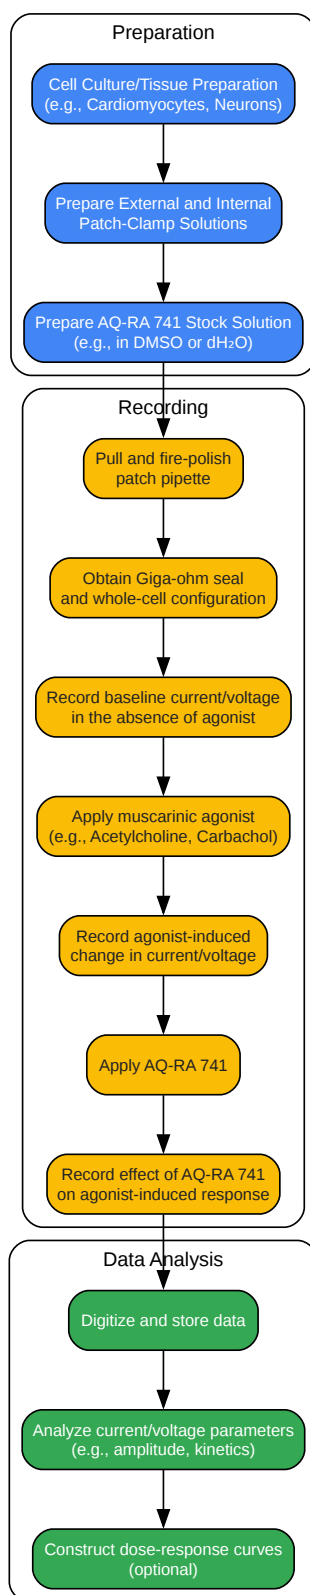 Preparation
Cell Culture/Tissue Preparation
(e.g., Cardiomyocytes, Neurons)
Prepare External and Internal
Patch-Clamp Solutions
Prepare AQ-RA 741 Stock Solution
(e.g., in DMSO or dH₂O)
Recording
Pull and fire-polish
patch pipette
Obtain Giga-ohm seal
and whole-cell configuration
Record baseline current/voltage
in the absence of agonist
Apply muscarinic agonist
(e.g., Acetylcholine, Carbachol)
Record agonist-induced
change in current/voltage
Apply AQ-RA 741
Record effect of AQ-RA 741
on agonist-induced response
Data Analysis
Digitize and store data
Analyze current/voltage parameters
(e.g., amplitude, kinetics)
Construct dose-response curves
(optional)